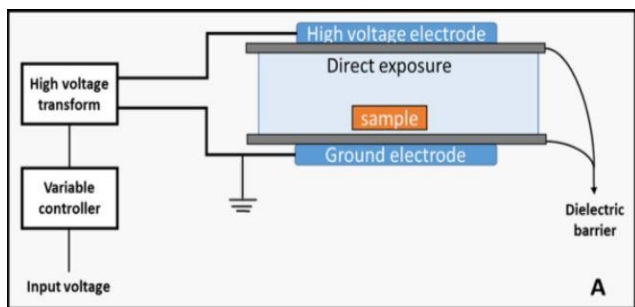 High voltage electrode
Direct exposure
High voltage
transform
sample
Ground electrode
Variable
controller
Dielectric
barrier
Input voltage
A